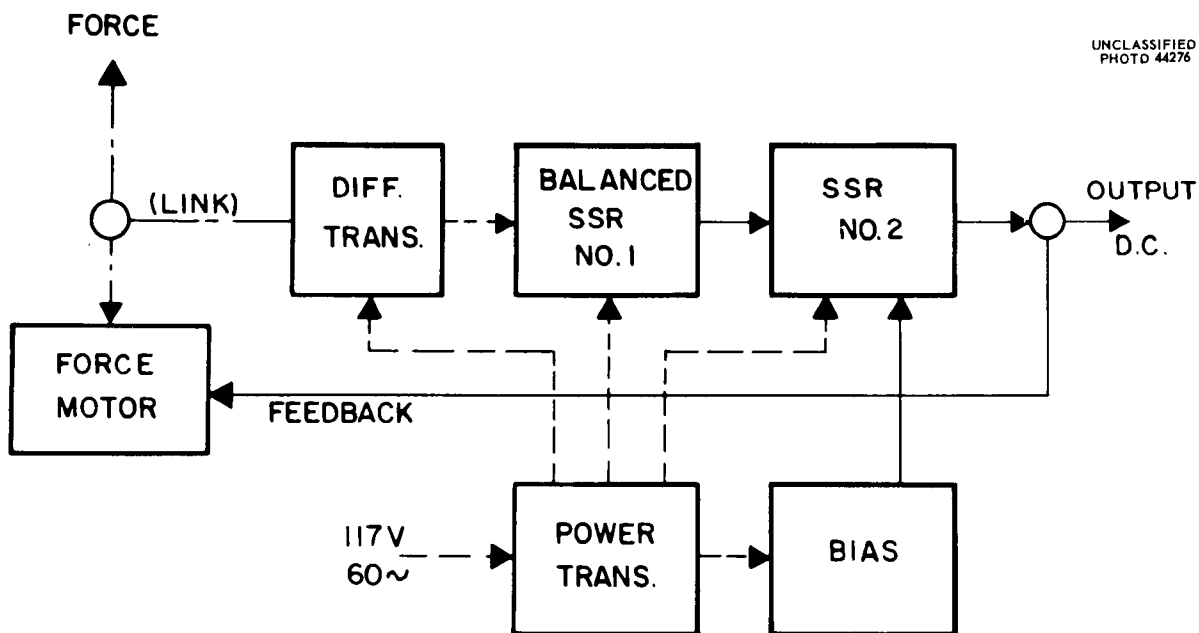 FORCE
UNCLASSIFIED
PHOTO 44276
(LINK)
DIFF.
TRANS.
BALANCED
SSR
NO. 1
SSR
NO. 2
OUTPUT
D.C.
FORCE
MOTOR
FEEDBACK
117V
60~
POWER
TRANS.
BIAS